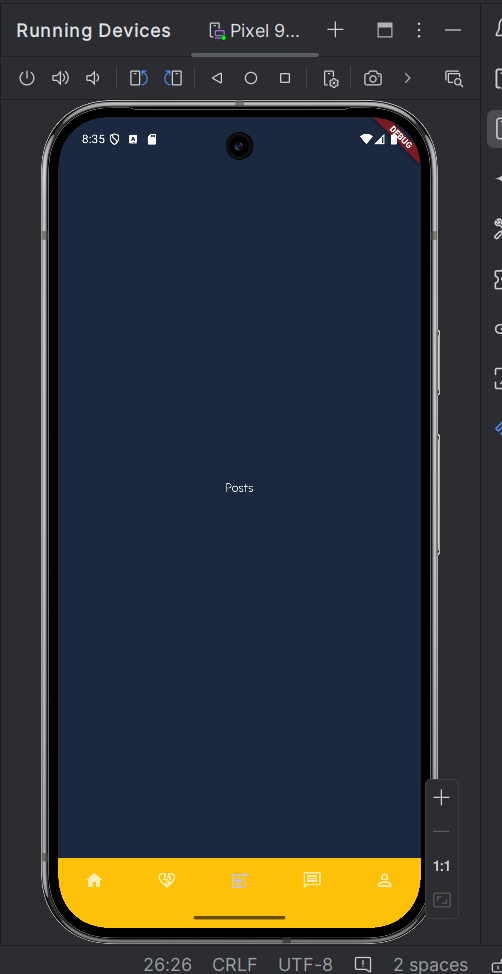 Running Devices
Pixel 9...
8:35
DEBUG
Posts
1:1
26:26 CRLF UTF-8 2 spaces